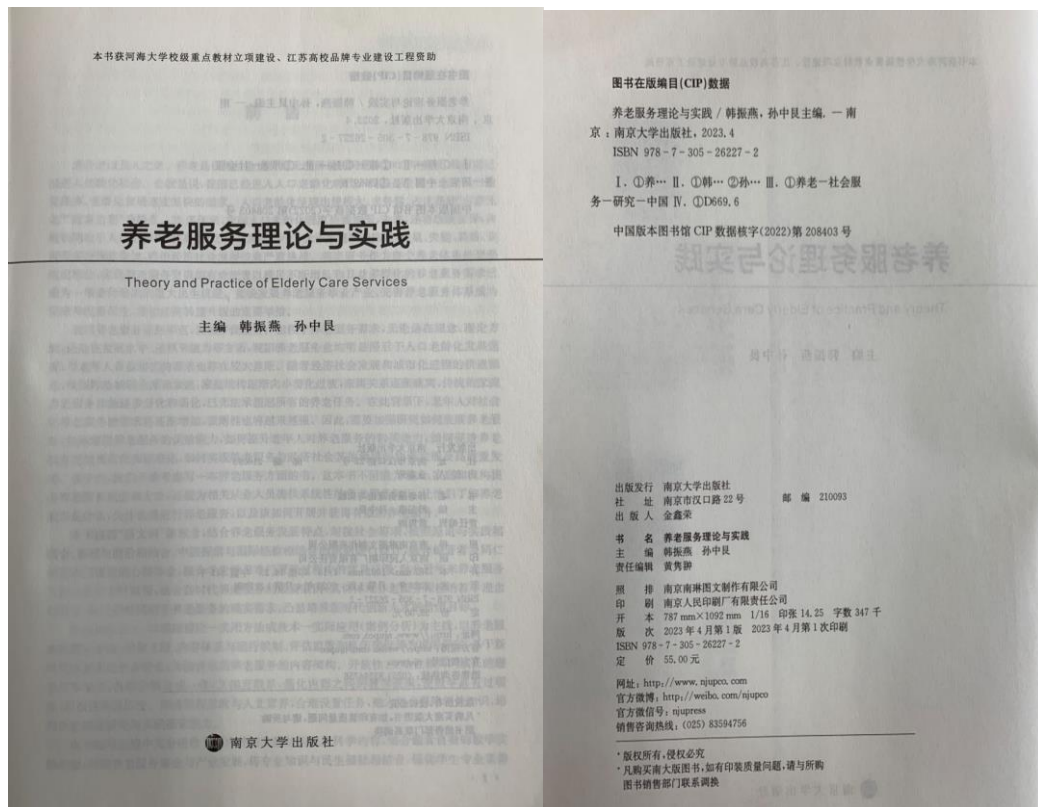 本书获河海大学校级重点教材立项建设、江苏高校品牌专业建设工程资助
养老服务理论与实践
Theory and Practice of Elderly Care Services
主编 韩振燕 孙中艮
南京大学出版社
图书在版编目(CIP)数据
养老服务理论与实践 / 韩振燕,孙中艮主编. — 南
京:南京大学出版社,2023.4
ISBN 978-7-305-26227-2
Ⅰ. ①养… Ⅱ. ①韩… ②孙… Ⅲ. ①养老—社会服
务—研究—中国 Ⅳ. ①D669.6
中国版本图书馆 CIP 数据核字(2022)第 208403 号
出版发行 南京大学出版社
社 址 南京市汉口路22号 邮 编 210093
出 版 人 金鑫荣
书 名 养老服务理论与实践
主 编 韩振燕 孙中艮
责任编辑 黄隽翀
照 排 南京南琳图文制作有限公司
印 刷 南京人民印刷厂有限责任公司
开 本 787 mm×1092 mm 1/16 印张 14.25 字数 347 千
版 次 2023年4月第1版 2023年4月第1次印刷
ISBN 978-7-305-26227-2
定 价 55.00元
网址:http://www.njupco.com
官方微博:http://weibo.com/njupco
官方微信号:njupress
销售咨询热线:(025)83594756
* 版权所有,侵权必究
* 凡购买南大版图书,如有印装质量问题,请与所购
图书销售部门联系调换